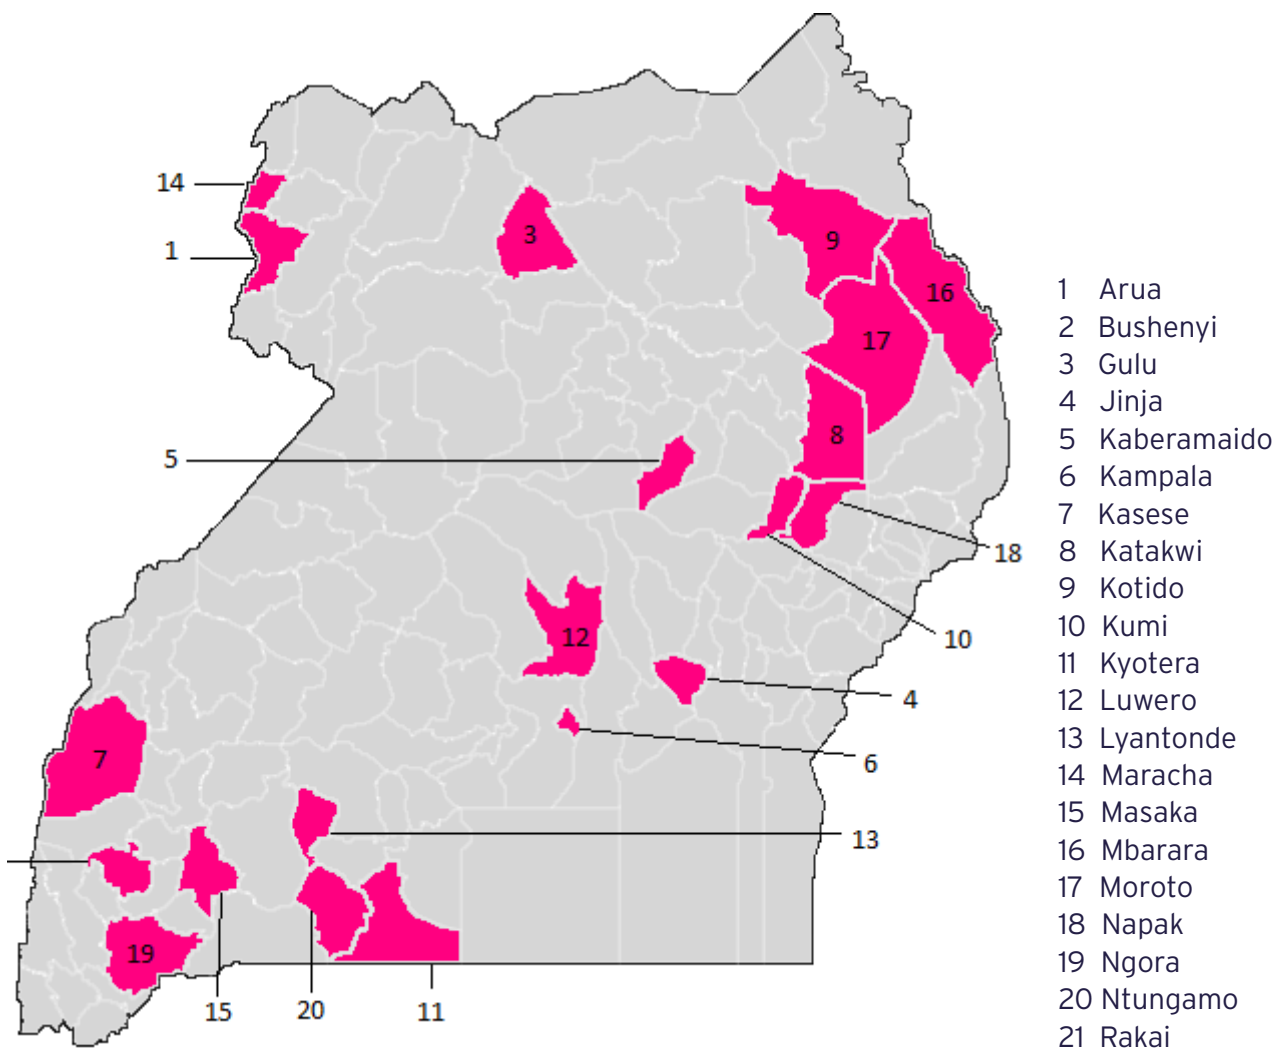 14
1
3
9
16
17
5
8
18
12
10
4
7
6
13
19
15
20
11
1 Arua
2 Bushenyi
3 Gulu
4 Jinja
5 Kaberamaido
6 Kampala
7 Kasese
8 Katakwi
9 Kotido
10 Kumi
11 Kyotera
12 Luwero
13 Lyantonde
14 Maracha
15 Masaka
16 Mbarara
17 Moroto
18 Napak
19 Ngora
20 Ntungamo
21 Rakai